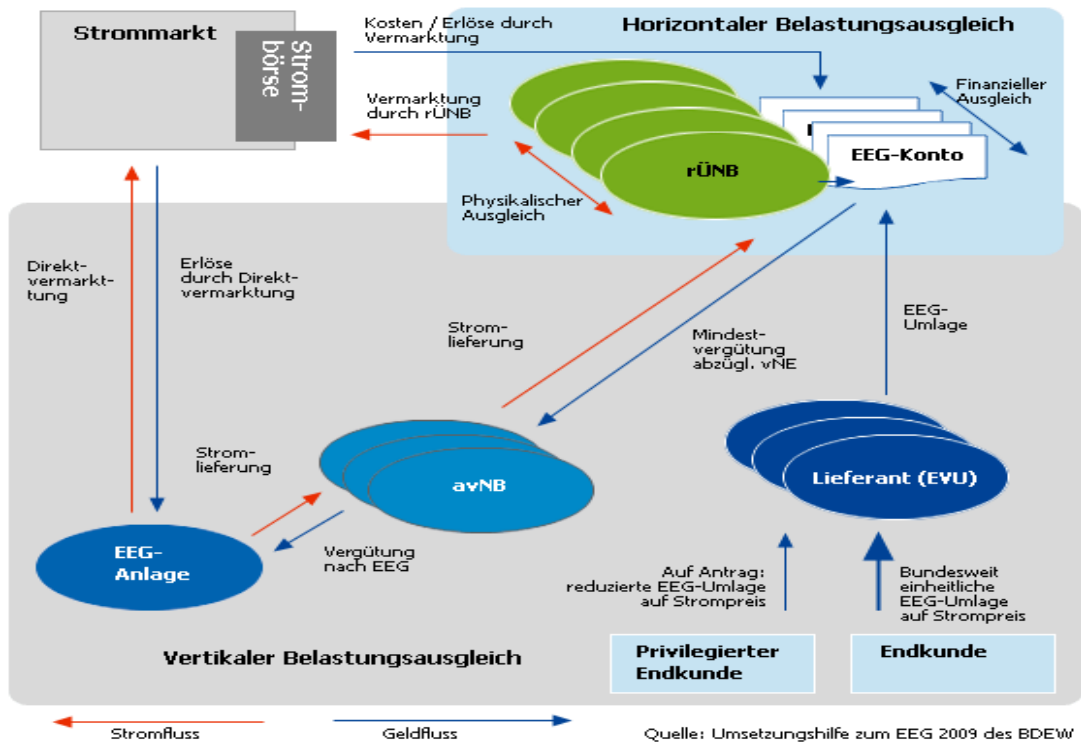 Strommarkt
Strom-
börse
Kosten / Erlöse durch
Vermarktung
Horizontaler Belastungsausgleich
Vermarktung
durch rÜNB
Finanzieller
Ausgleich
EEG-Konto
rÜNB
Physikalischer
Ausgleich
Direkt-
vermarkt-
tung
Erlöse
durch Direkt-
vermarktung
Strom-
lieferung
Mindest-
vergütung
abzügl. vNE
EEG-
Umlage
Strom-
lieferung
avNB
Lieferant (EVU)
EEG-
Anlage
Vergütung
nach EEG
Auf Antrag:
reduzierte EEG-Umlage
auf Strompreis
Bundesweit
einheitliche
EEG-Umlage
auf Strompreis
Vertikaler Belastungsausgleich
Privilegierter
Endkunde
Endkunde
Stromfluss
Geldfluss
Quelle: Umsetzungshilfe zum EEG 2009 des BDEW